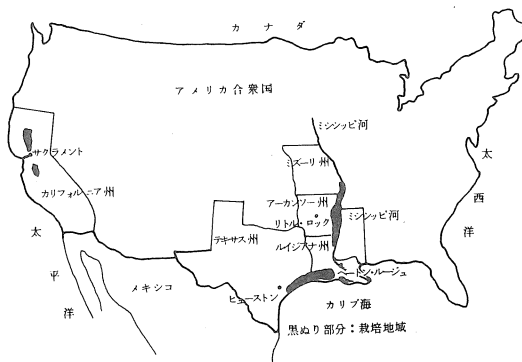 カナダ
アメリカ合衆国
ミシシッピ河
ミズーリ州
サクラメント
カリフォルニア州
アーカンソー州
リトル・ロック
ミシシッピ河
テキサス州
ルイジアナ州
バートン・ルージュ
太平洋
大西洋
メキシコ
ヒューストン
カリブ海
黒ぬり部分：栽培地域